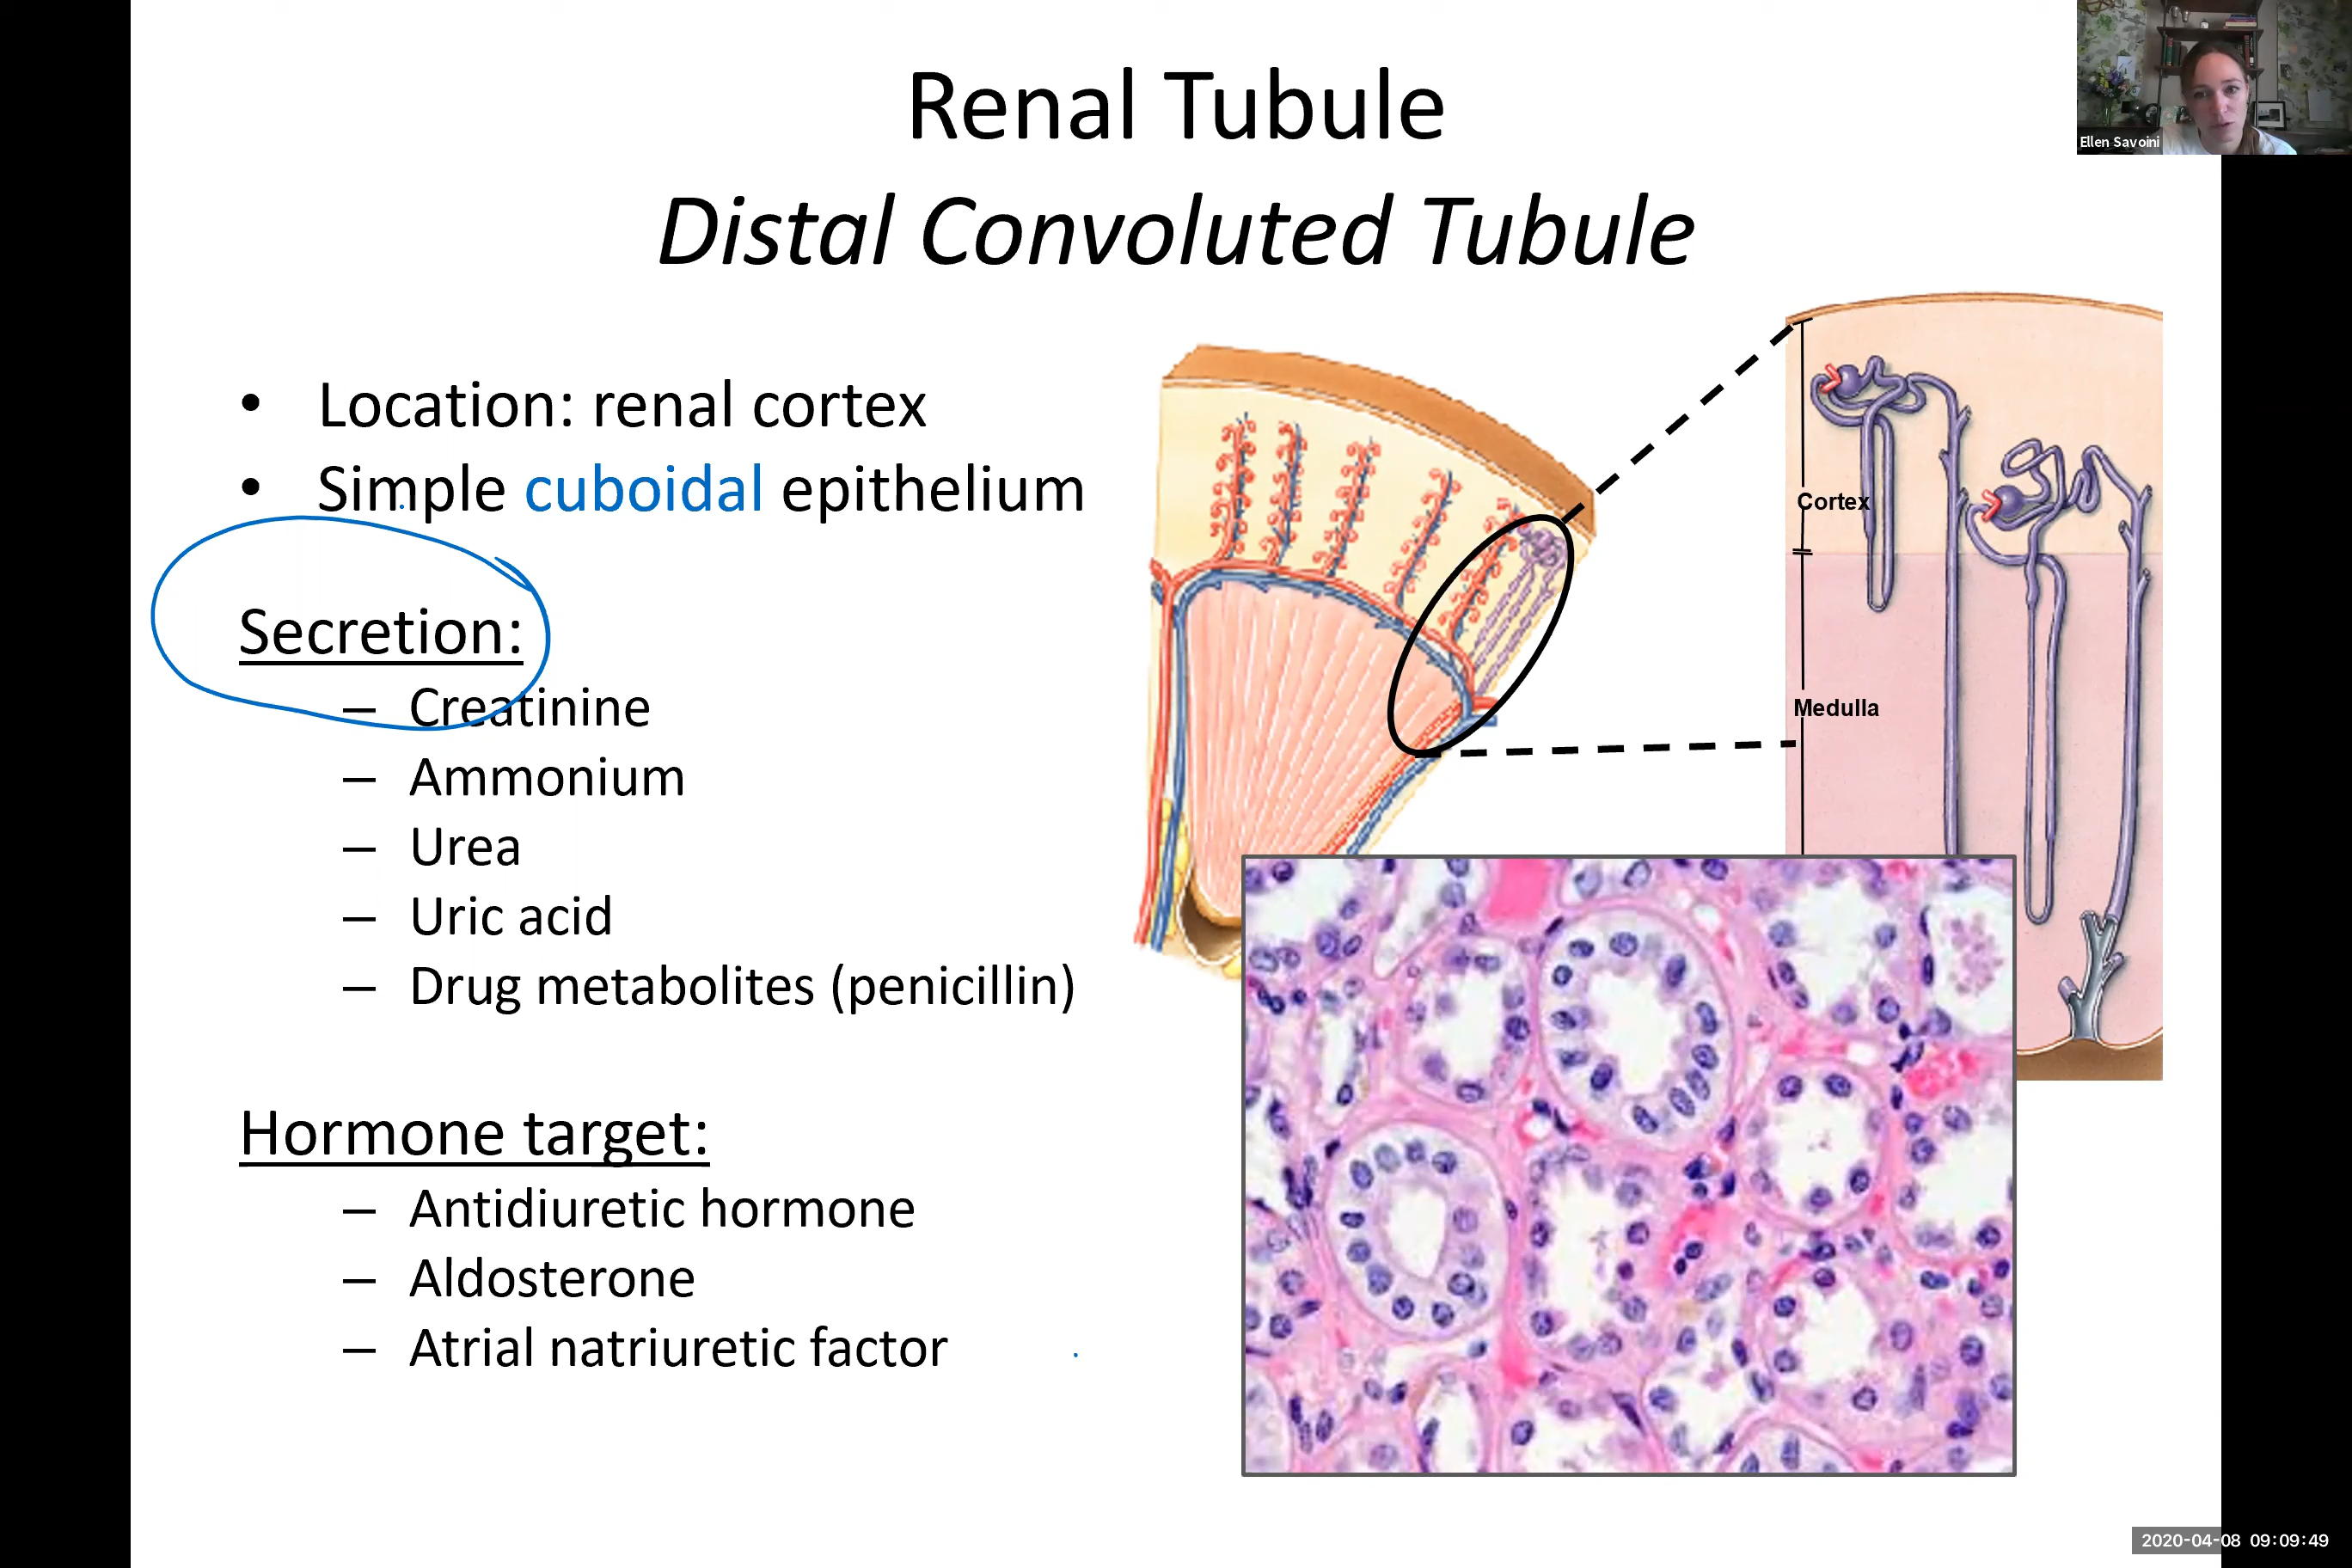 Renal Tubule
Distal Convoluted Tubule
Ellen Savoini
• Location: renal cortex
• Simple cuboidal epithelium
Secretion:
– Creatinine
– Ammonium
– Urea
– Uric acid
– Drug metabolites (penicillin)
Hormone target:
– Antidiuretic hormone
– Aldosterone
– Atrial natriuretic factor
Cortex
Medulla
2020-04-08 09:09:49